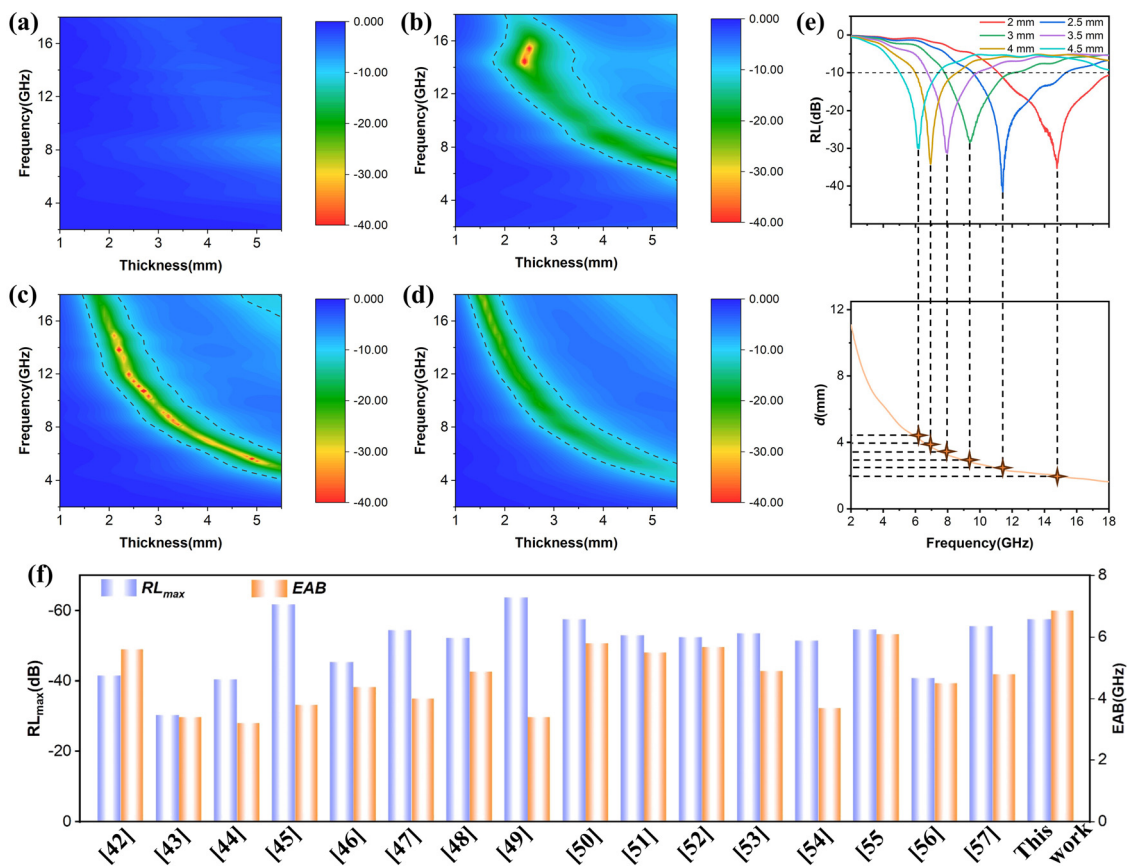 (a)
Frequency(GHz)
16
12
8
4
1 2 3 4 5
Thickness(mm)
0.000
-10.00
-20.00
-30.00
-40.00
(b)
Frequency(GHz)
16
12
8
4
1 2 3 4 5
Thickness(mm)
0.000
-10.00
-20.00
-30.00
-40.00
(c)
Frequency(GHz)
16
12
8
4
1 2 3 4 5
Thickness(mm)
0.000
-10.00
-20.00
-30.00
-40.00
(d)
Frequency(GHz)
16
12
8
4
1 2 3 4 5
Thickness(mm)
0.000
-10.00
-20.00
-30.00
-40.00
(e)
2 mm 2.5 mm
3 mm 3.5 mm
4 mm 4.5 mm
RL(dB)
0
-10
-20
-30
-40
d(mm)
12
8
4
0
2 4 6 8 10 12 14 16 18
Frequency(GHz)
(f)
RLmax EAB
RLmax(dB)
-60
-40
-20
0
EAB(GHz)
8
6
4
2
0
[42] [43] [44] [45] [46] [47] [48] [49] [50] [51] [52] [53] [54] [55 [56] [57] This work